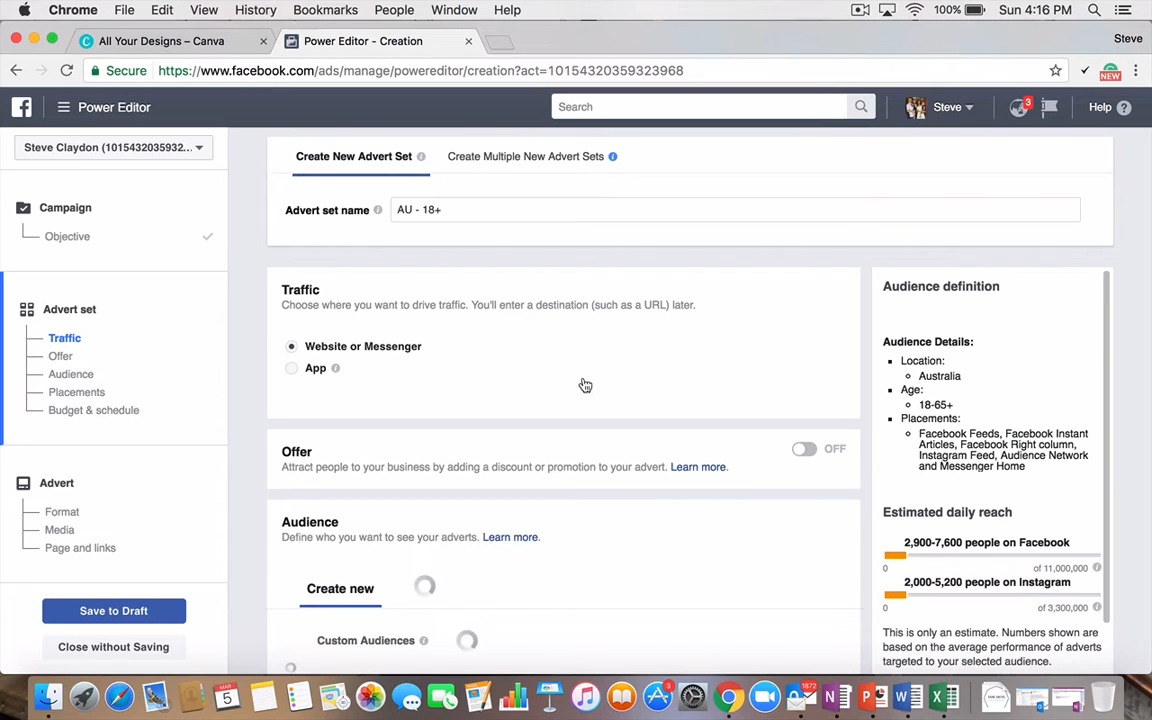 Chrome File Edit View History Bookmarks People Window Help 100% Sun 4:16 PM
All Your Designs – Canva Power Editor - Creation Steve
Secure https://www.facebook.com/ads/manage/powereditor/creation?act=10154320359323968 NEW
Power Editor Search Steve 3 Help
Steve Claydon (1015432035932...
Create New Advert Set Create Multiple New Advert Sets
Advert set name AU - 18+
Campaign
Objective
Advert set
Traffic
Offer
Audience
Placements
Budget & schedule
Advert
Format
Media
Page and links
Save to Draft
Close without Saving
Traffic
Choose where you want to drive traffic. You'll enter a destination (such as a URL) later.
Website or Messenger
App
Offer
OFF
Attract people to your business by adding a discount or promotion to your advert. Learn more.
Audience
Define who you want to see your adverts. Learn more.
Create new
Custom Audiences
Audience definition
Audience Details:
Location:
Australia
Age:
18-65+
Placements:
Facebook Feeds, Facebook Instant
Articles, Facebook Right column,
Instagram Feed, Audience Network
and Messenger Home
Estimated daily reach
2,900-7,600 people on Facebook
0 of 11,000,000
2,000-5,200 people on Instagram
0 of 3,300,000
This is only an estimate. Numbers shown are
based on the average performance of adverts
targeted to your selected audience.
5 3 1872